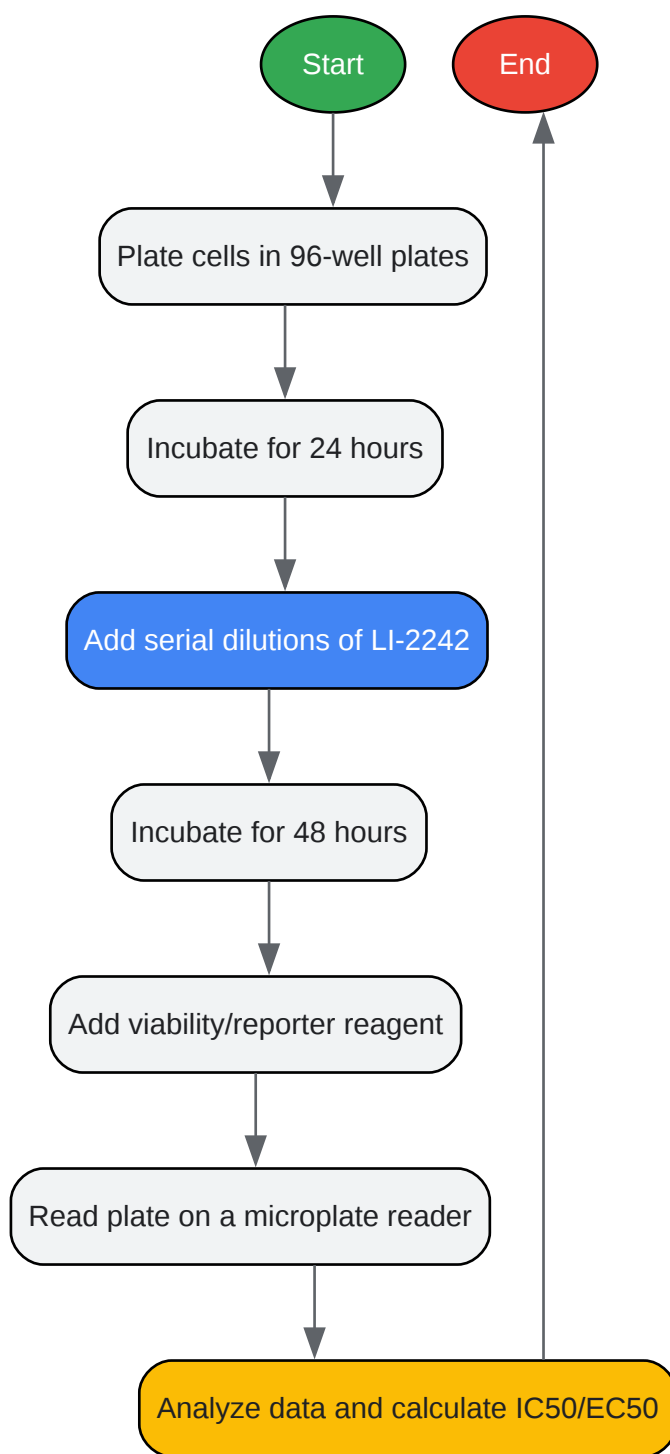 Start
End
Plate cells in 96-well plates
Incubate for 24 hours
Add serial dilutions of LI-2242
Incubate for 48 hours
Add viability/reporter reagent
Read plate on a microplate reader
Analyze data and calculate IC50/EC50